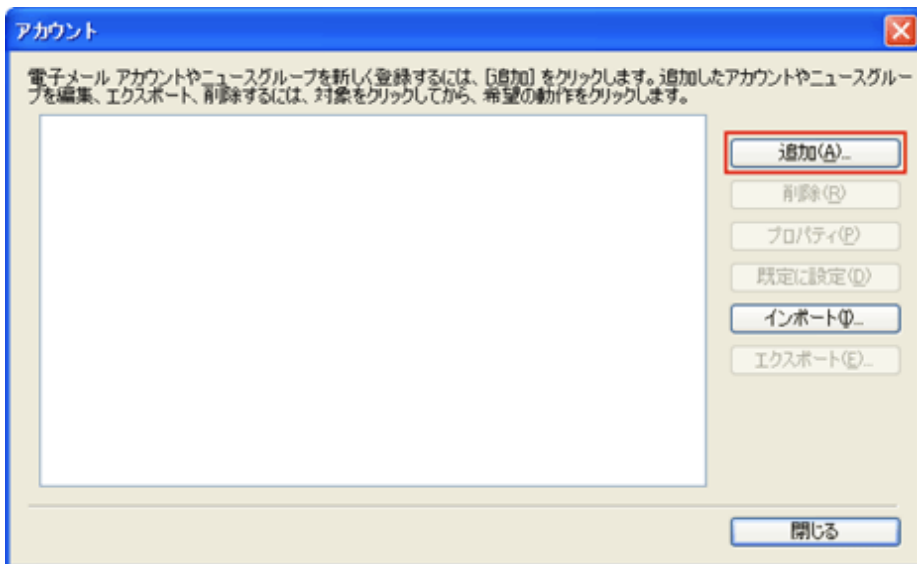 アカウント
電子メール アカウントやニュースグループを新しく登録するには、[追加] をクリックします。追加したアカウントやニュースグルー
プを編集、エクスポート、削除するには、対象をクリックしてから、希望の動作をクリックします。
追加(A)...
削除(R)
プロパティ(P)
既定に設定(D)
インポート(I)...
エクスポート(E)...
閉じる